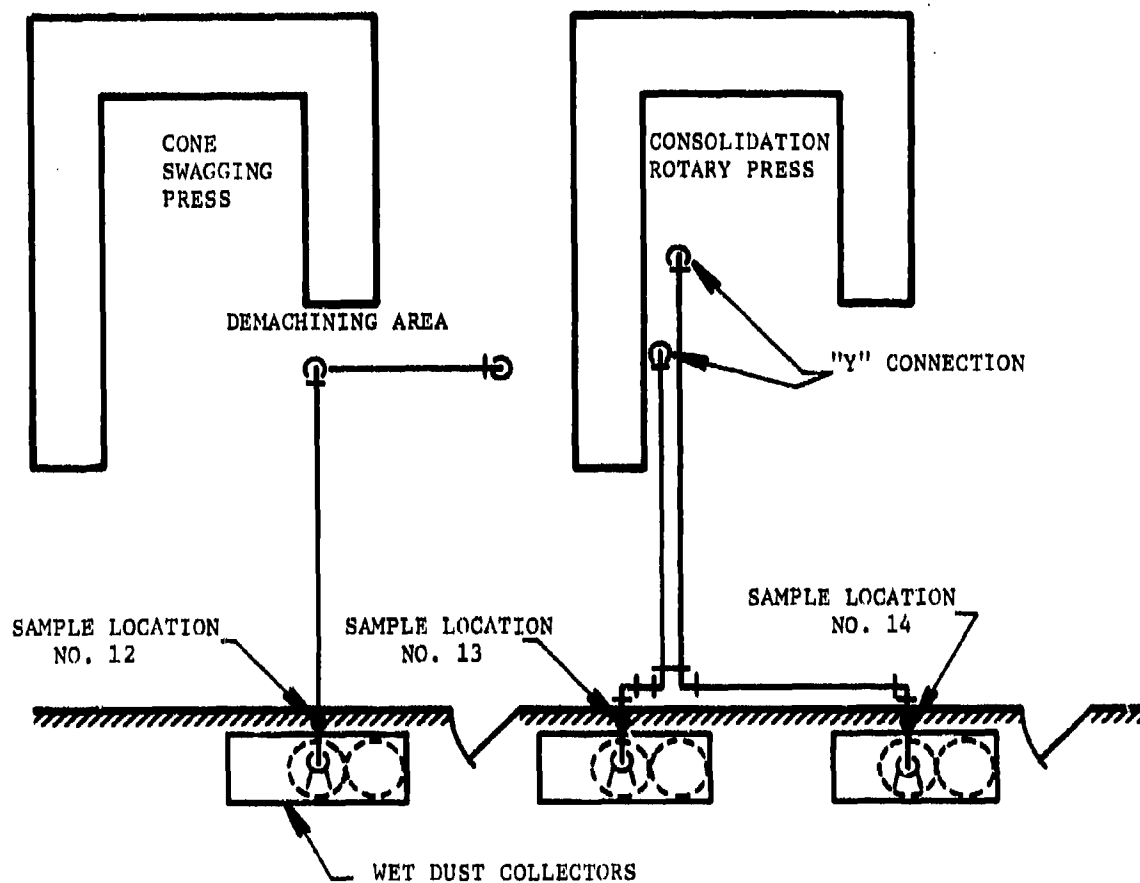 CONE
SWAGGING
PRESS
CONSOLIDATION
ROTARY PRESS
DEMACHINING AREA
"Y" CONNECTION
SAMPLE LOCATION
NO. 12
SAMPLE LOCATION
NO. 13
SAMPLE LOCATION
NO. 14
WET DUST COLLECTORS